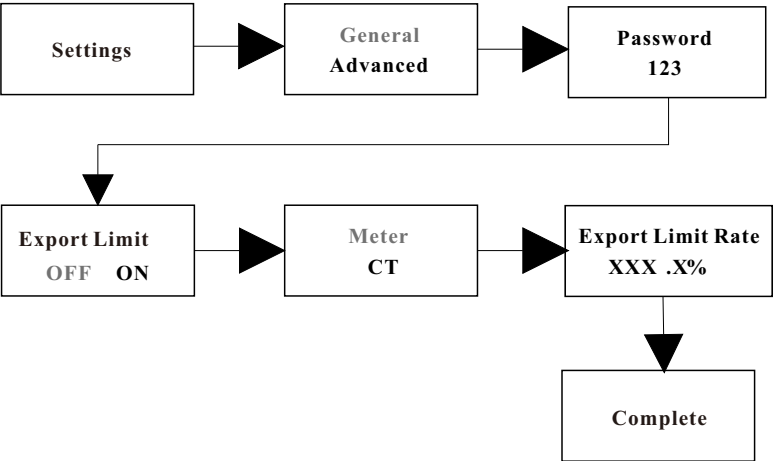 Settings
General
Advanced
Password
123
Export Limit
OFF ON
Meter
CT
Export Limit Rate
XXX .X%
Complete